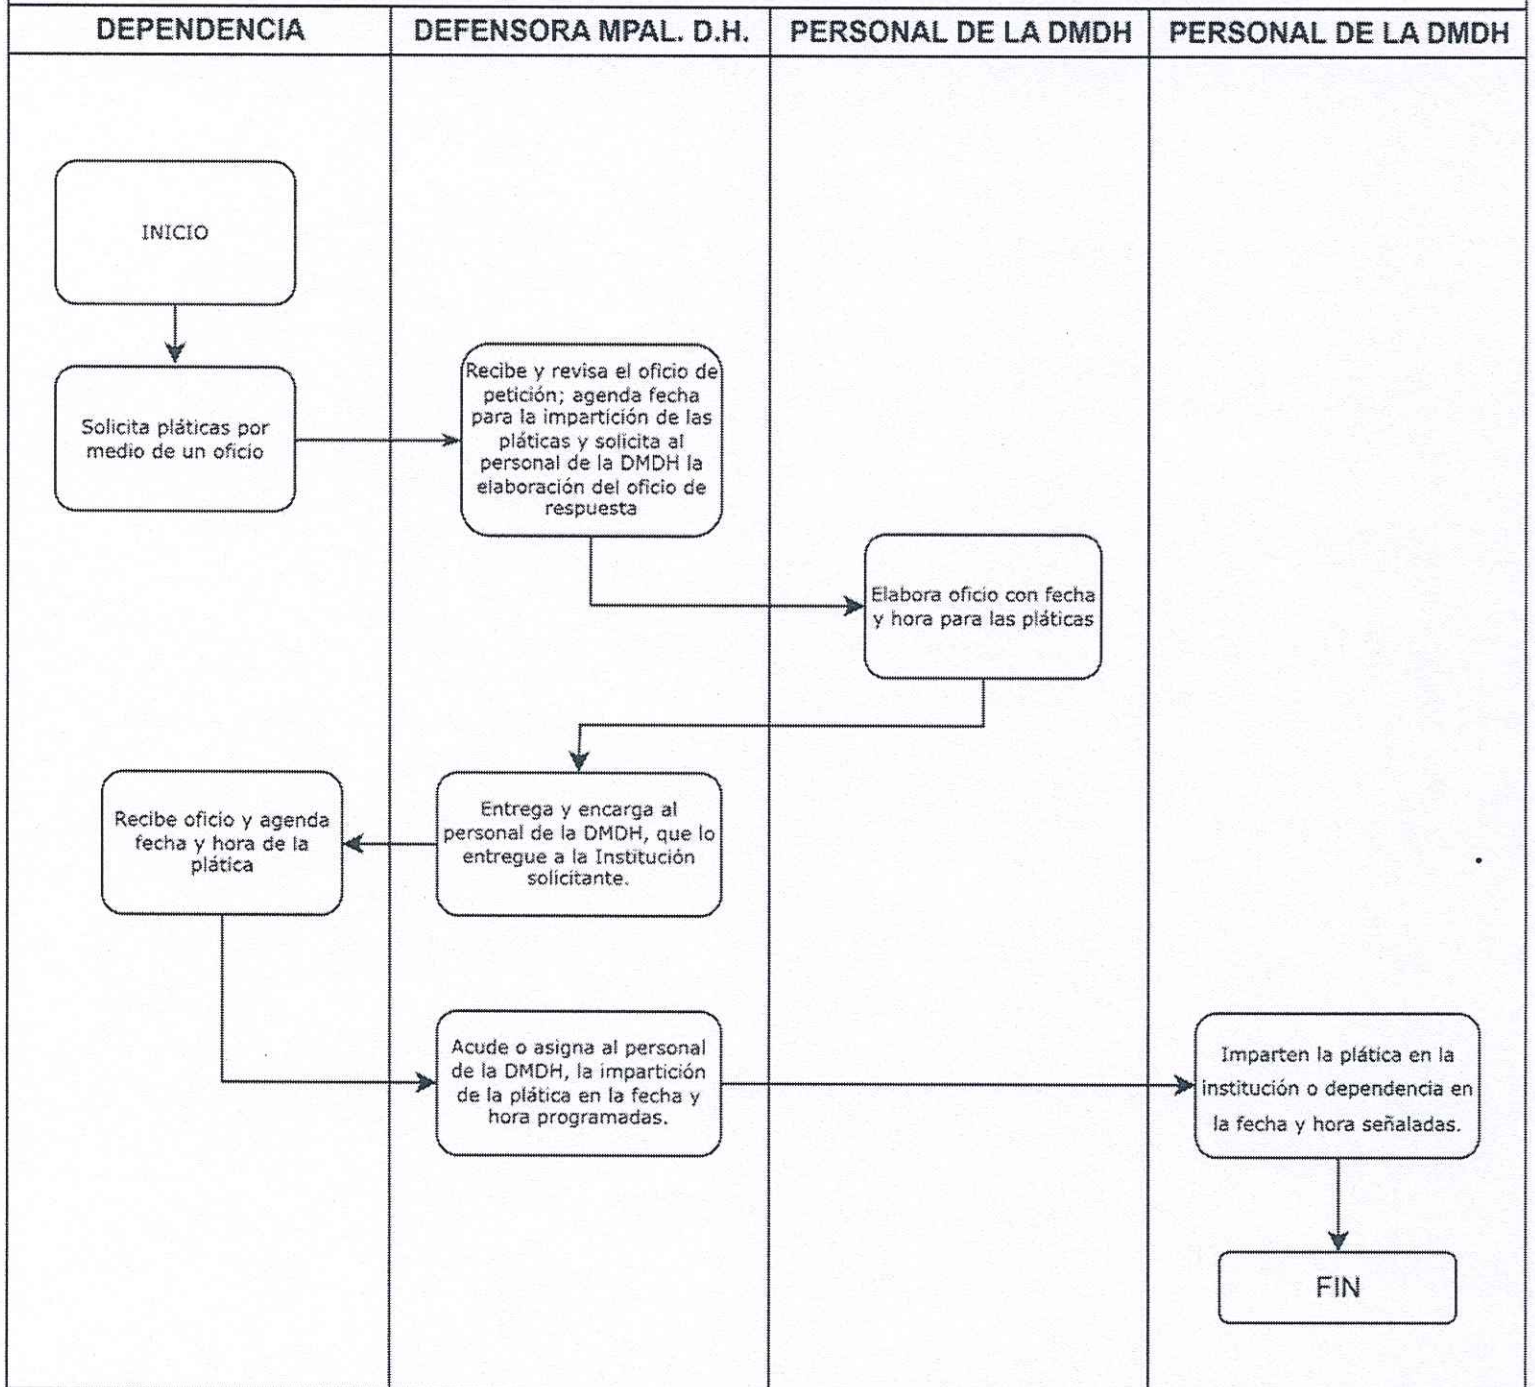 DEPENDENCIA
DEFENSORA MPAL. D.H.
PERSONAL DE LA DMDH
PERSONAL DE LA DMDH
INICIO
Solicita pláticas por
medio de un oficio
Recibe y revisa el oficio de
petición; agenda fecha
para la impartición de las
pláticas y solicita al
personal de la DMDH la
elaboración del oficio de
respuesta
Elabora oficio con fecha
y hora para las pláticas
Entrega y encarga al
personal de la DMDH, que lo
entregue a la Institución
solicitante.
Recibe oficio y agenda
fecha y hora de la
plática
Acude o asigna al personal
de la DMDH, la impartición
de la plática en la fecha y
hora programadas.
Imparten la plática en la
institución o dependencia en
la fecha y hora señaladas.
FIN